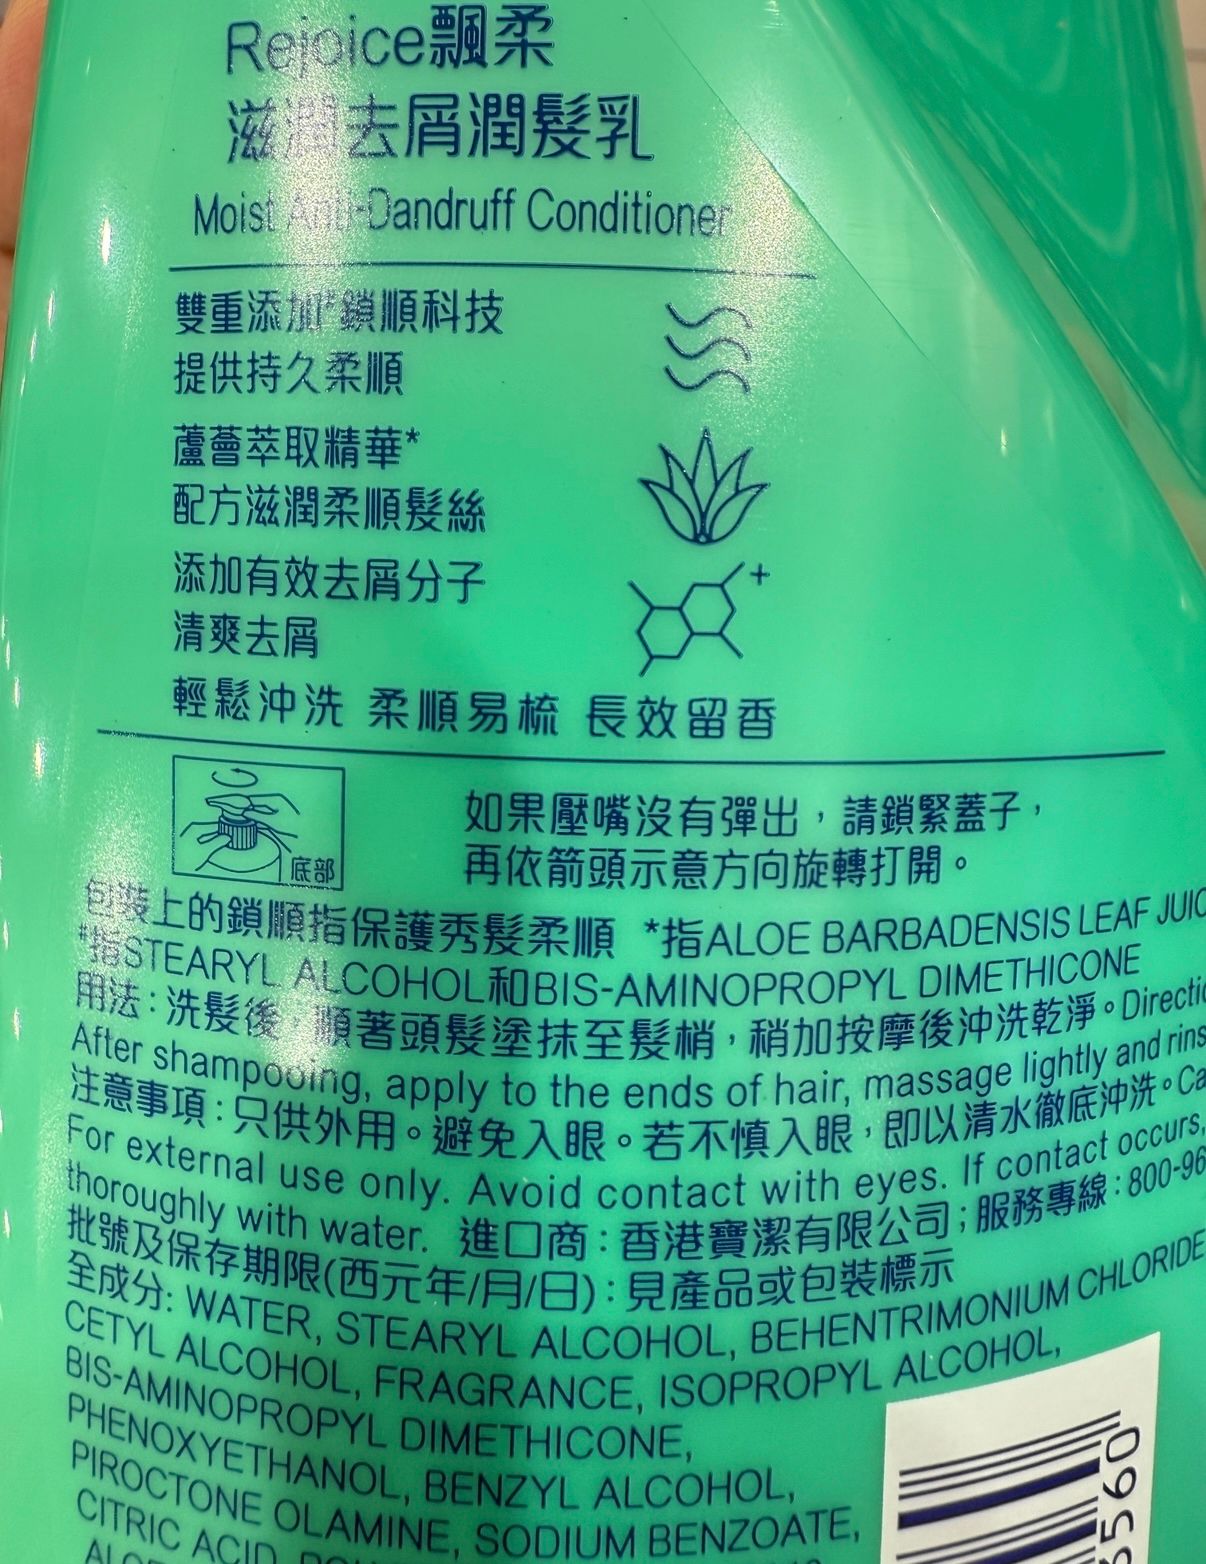 Rejoice飄柔
滋潤去屑潤髮乳
Moist Anti-Dandruff Conditioner
雙重添加#鎖順科技
提供持久柔順
蘆薈萃取精華*
配方滋潤柔順髮絲
添加有效去屑分子
清爽去屑
輕鬆沖洗 柔順易梳 長效留香
底部
如果壓嘴沒有彈出，請鎖緊蓋子，
再依箭頭示意方向旋轉打開。
包裝上的鎖順指保護秀髮柔順 *指ALOE BARBADENSIS LEAF JUIC
#指STEARYL ALCOHOL和BIS-AMINOPROPYL DIMETHICONE
用法：洗髮後，順著頭髮塗抹至髮梢，稍加按摩後沖洗乾淨。Directio
After shampooing, apply to the ends of hair, massage lightly and rins
注意事項：只供外用。避免入眼。若不慎入眼，即以清水徹底沖洗。Ca
For external use only. Avoid contact with eyes. If contact occurs,
thoroughly with water. 進口商：香港寶潔有限公司；服務專線：800-96
批號及保存期限(西元年/月/日)：見產品或包裝標示
全成分: WATER, STEARYL ALCOHOL, BEHENTRIMONIUM CHLORIDE
CETYL ALCOHOL, FRAGRANCE, ISOPROPYL ALCOHOL,
BIS-AMINOPROPYL DIMETHICONE,
PHENOXYETHANOL, BENZYL ALCOHOL,
PIROCTONE OLAMINE, SODIUM BENZOATE,
CITRIC ACID,
3560